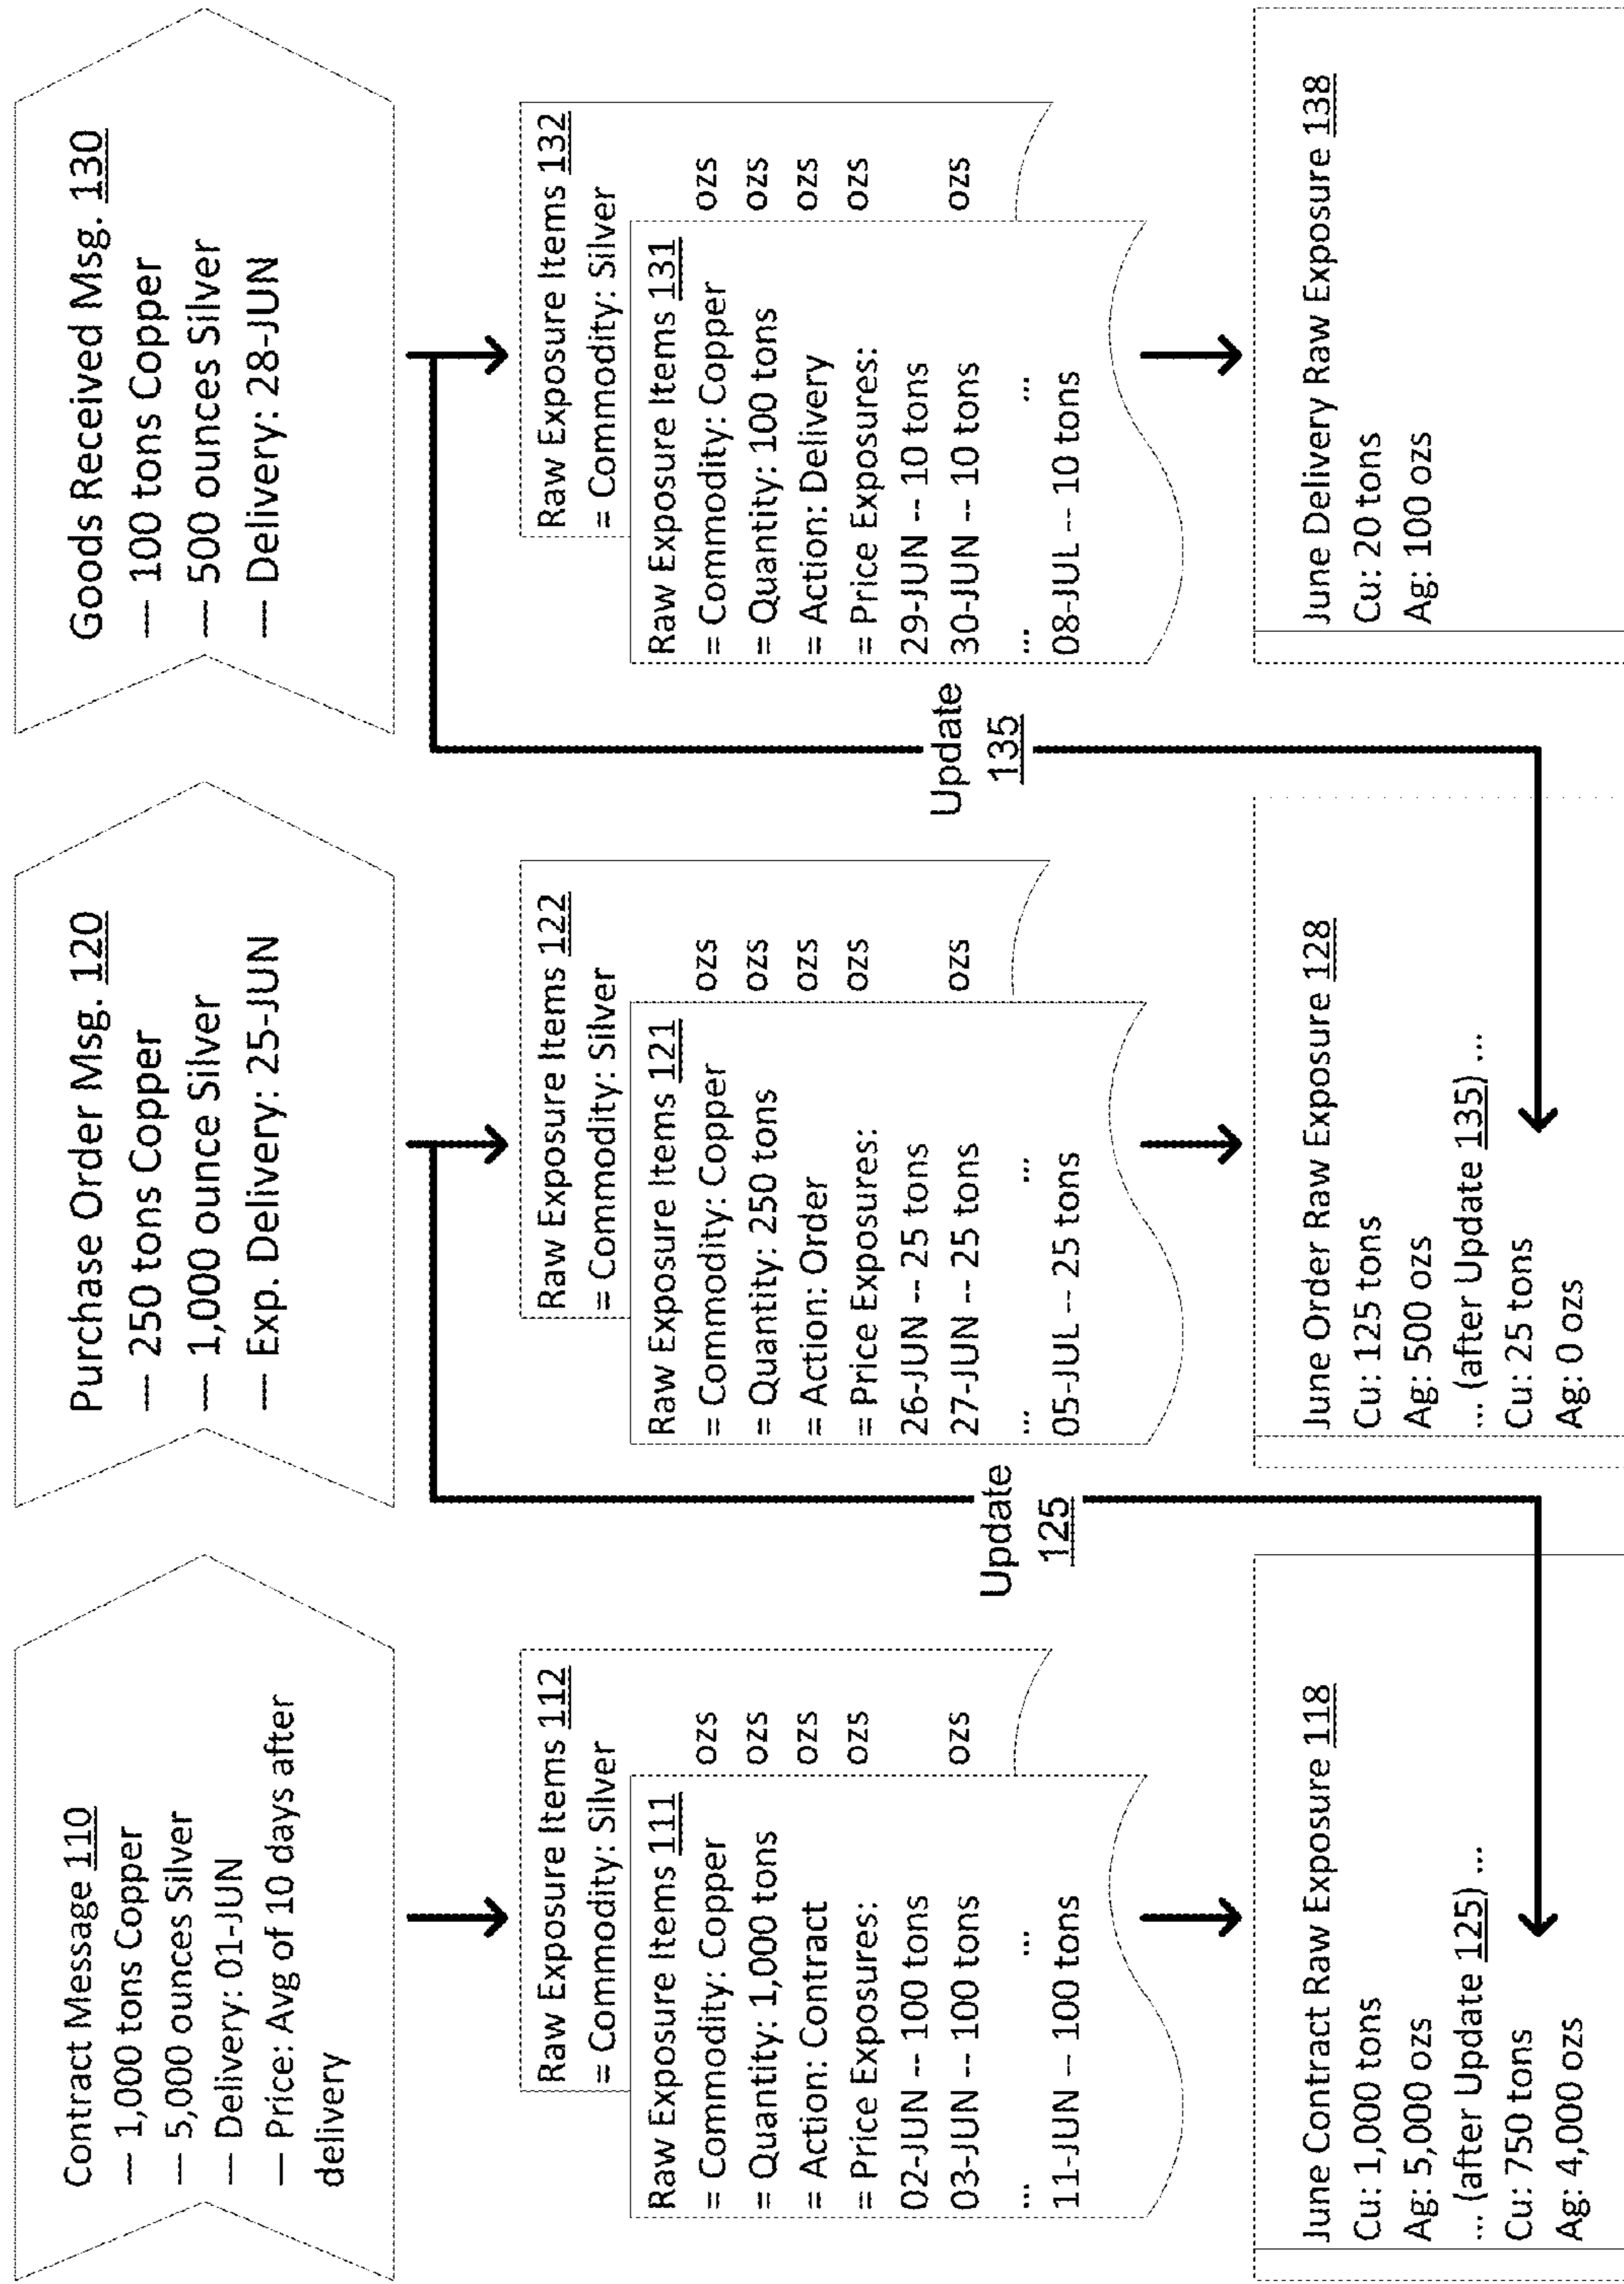 Contract Message 110
— 1,000 tons Copper
— 5,000 ounces Silver
— Delivery: 01-JUN
— Price: Avg of 10 days after
delivery
Purchase Order Msg. 120
— 250 tons Copper
— 1,000 ounce Silver
— Exp. Delivery: 25-JUN
Goods Received Msg. 130
— 100 tons Copper
— 500 ounces Silver
— Delivery: 28-JUN
Raw Exposure Items 112
= Commodity: Silver
ozs
ozs
ozs
ozs
ozs
Raw Exposure Items 111
= Commodity: Copper
= Quantity: 1,000 tons
= Action: Contract
= Price Exposures:
02-JUN -- 100 tons
03-JUN -- 100 tons
... ...
11-JUN -- 100 tons
Update
125
Raw Exposure Items 122
= Commodity: Silver
ozs
ozs
ozs
ozs
ozs
Raw Exposure Items 121
= Commodity: Copper
= Quantity: 250 tons
= Action: Order
= Price Exposures:
26-JUN -- 25 tons
27-JUN -- 25 tons
... ...
05-JUL -- 25 tons
Update
135
Raw Exposure Items 132
= Commodity: Silver
ozs
ozs
ozs
ozs
ozs
Raw Exposure Items 131
= Commodity: Copper
= Quantity: 100 tons
= Action: Delivery
= Price Exposures:
29-JUN -- 10 tons
30-JUN -- 10 tons
... ...
08-JUL -- 10 tons
June Contract Raw Exposure 118
Cu: 1,000 tons
Ag: 5,000 ozs
... (after Update 125) ...
Cu: 750 tons
Ag: 4,000 ozs
June Order Raw Exposure 128
Cu: 125 tons
Ag: 500 ozs
... (after Update 135) ...
Cu: 25 tons
Ag: 0 ozs
June Delivery Raw Exposure 138
Cu: 20 tons
Ag: 100 ozs